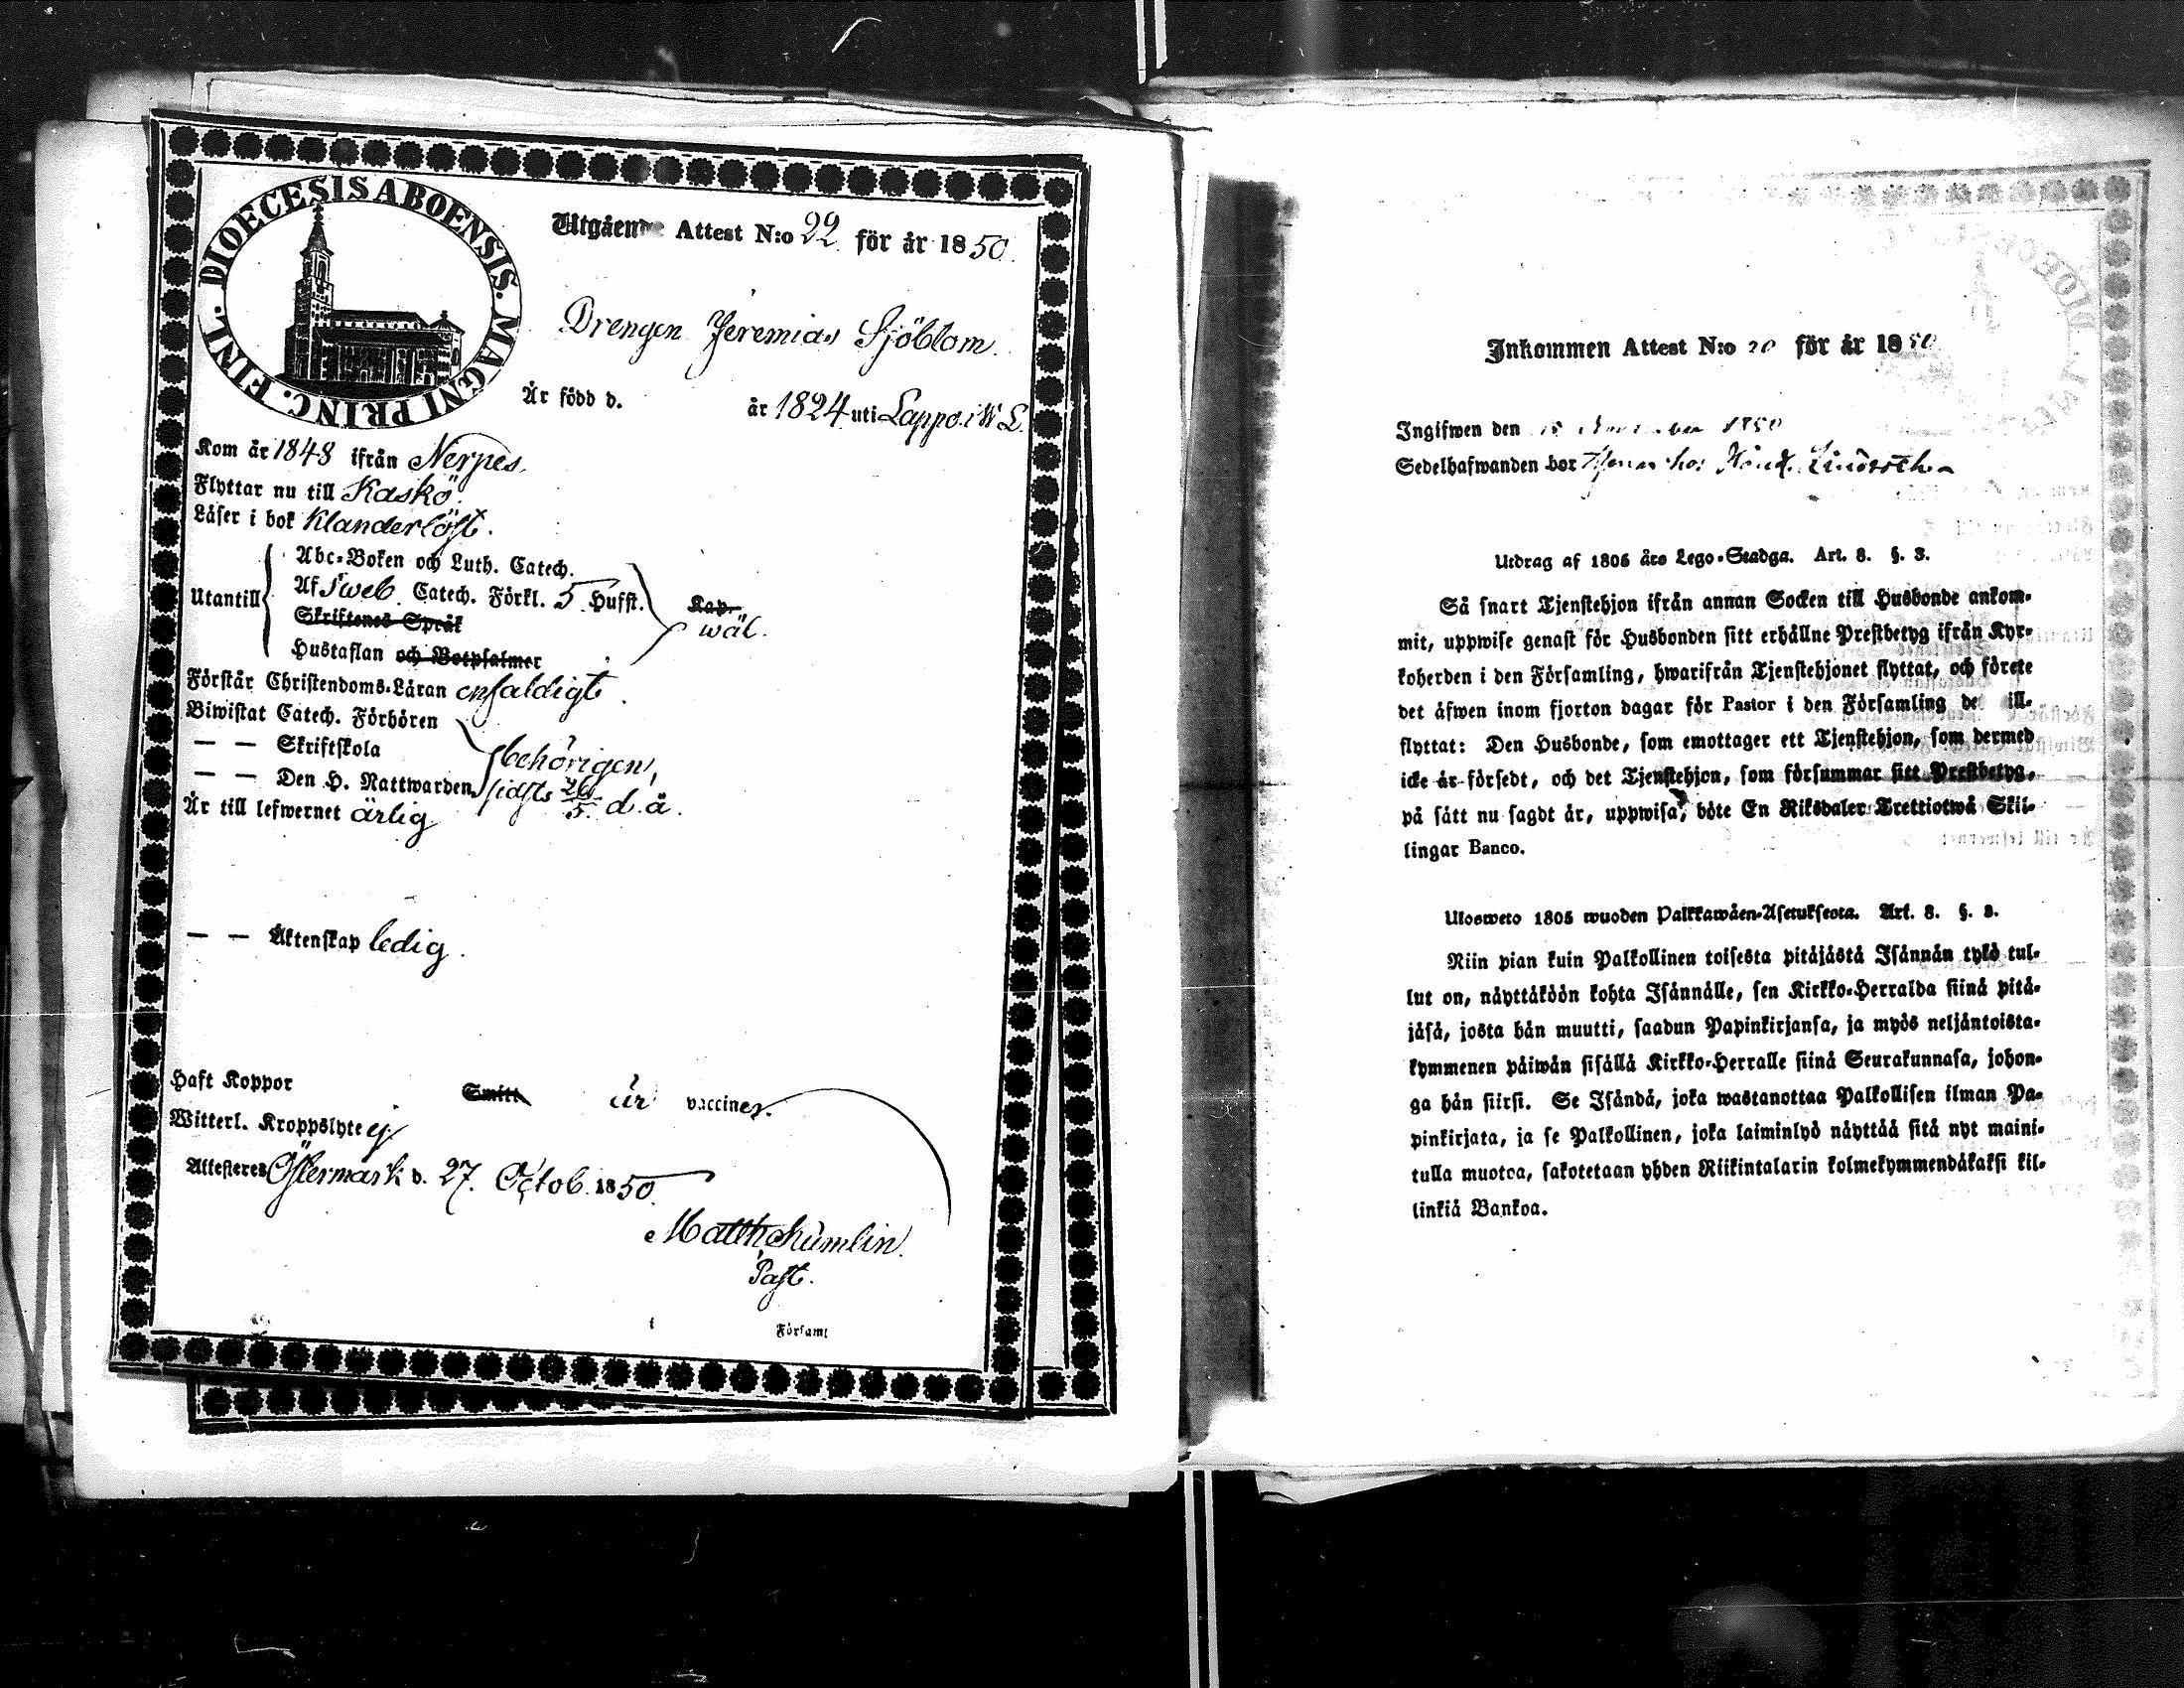 DIOECESIS ABOENSIS. MAGNI PRINC. FINL.
Utgående Attest N:o 22 för år 1850.
Drengen Jeremias Sjöblom.
Är född d. år 1824 uti Lappo i W. L.
Kom år 1848 ifrån Nerpes.
Flyttar nu till Kaskö.
Läser i bok klanderlöst.
Utantill
Abc-Boken och Luth. Catech.
Af Sweb. Catech. Förkl. 5 Hufst.
Skriftenes Språk
Hustaflan och Botpsalmer
Kap.
wäl.
Förstår Christendoms-Läran enfaldigt.
Biwistat Catech. Förhören
— — Skriftskola
— — Den H. Nattwarden
behörigen,
sidsts 26/5. d. å.
Är till lefwernet ärlig
— — Äktenskap ledig.
Haft Koppor Smitt är vacciner.
Witterl. Kroppslyte ej
Attesteres Östermark d. 27. Octob. 1850.
Matth.
Past.
i Församl
Inkommen Attest N:o 20 för år 1850
Ingifwen den 1850
Sedelhafwanden bor hos
Utdrag af 1805 års Lego-Stadga. Art. 8. §. 3.
Så snart Tjenstehjon ifrån annan Socken till Husbonde ankom-
mit, uppwise genast för Husbonden sitt erhållne Prestbetyg ifrån Kyr-
koherden i den Församling, hwarifrån Tjenstehjonet flyttat, och förete
det äfwen inom fjorton dagar för Pastor i den Församling de ill-
flyttat: Den Husbonde, som emottager ett Tjenstehjon, som dermed
icke är försedt, och det Tjenstehjon, som försummar sitt Prestbetyg,
på sätt nu sagdt är, uppwisa, böte En Riksdaler Trettiotwå Skil-
lingar Banco.
Ulosweto 1805 wuoden Palkkawäen-Asetuksesta. Art. 8. §. 3.
Niin pian kuin Palkollinen toisesta pitäjästä Isännän tykö tul-
lut on, näyttäköön kohta Isännälle, sen Kirkko-Herralda siinä pitä-
jäsä, josta hän muutti, saadun Papinkirjansa, ja myös neljäntoista-
kymmenen päiwän sisällä Kirkko-Herralle siinä Seurakunnasa, johon-
ga hän siirsi. Se Isändä, joka wastanottaa Palkollisen ilman Pa-
pinkirjata, ja se Palkollinen, joka laiminlyö näyttää sitä nyt maini-
tulla muotoa, sakotetaan yhden Riikintalarin kolmekymmendäkaksi kil-
linkiä Bankoa.